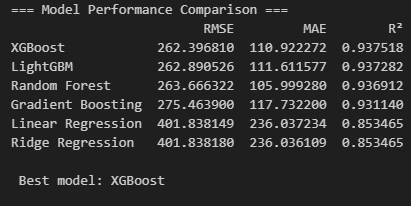 === Model Performance Comparison ===
RMSE MAE R²
XGBoost 262.396810 110.922272 0.937518
LightGBM 262.890526 111.611577 0.937282
Random Forest 263.666322 105.999280 0.936912
Gradient Boosting 275.463900 117.732200 0.931140
Linear Regression 401.838149 236.037234 0.853465
Ridge Regression 401.838180 236.036109 0.853465
Best model: XGBoost